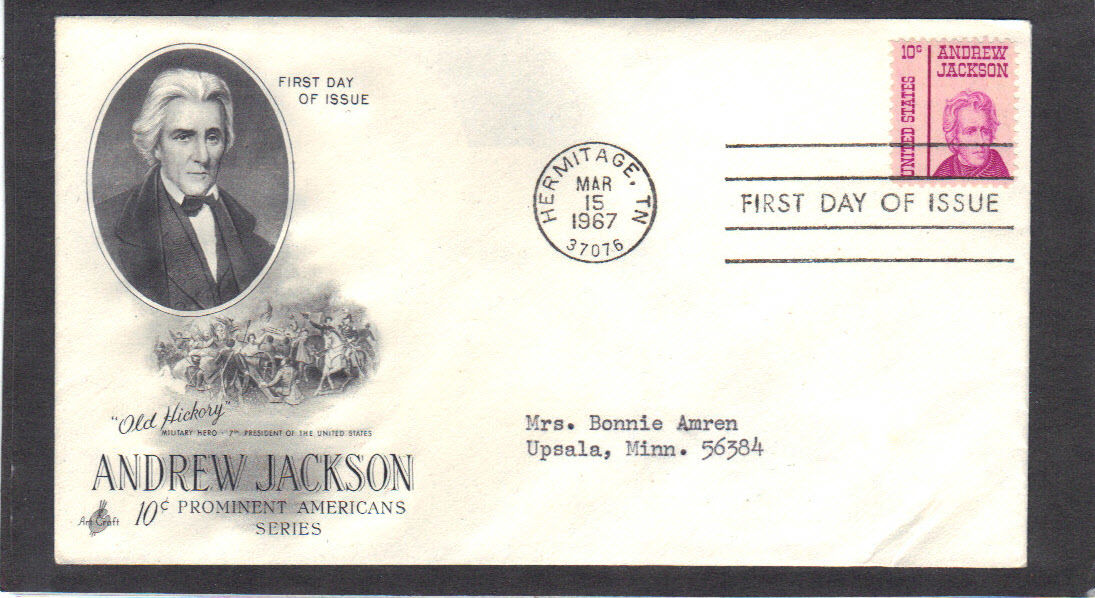 FIRST DAY
OF ISSUE
10c ANDREW
JACKSON
UNITED STATES
HERMITAGE, TN
MAR
15
1967
37076
FIRST DAY OF ISSUE
"Old Hickory"
MILITARY HERO - 7TH PRESIDENT OF THE UNITED STATES
ANDREW JACKSON
10¢ PROMINENT AMERICANS
SERIES
Art Craft
Mrs. Bonnie Amren
Upsala, Minn. 56384